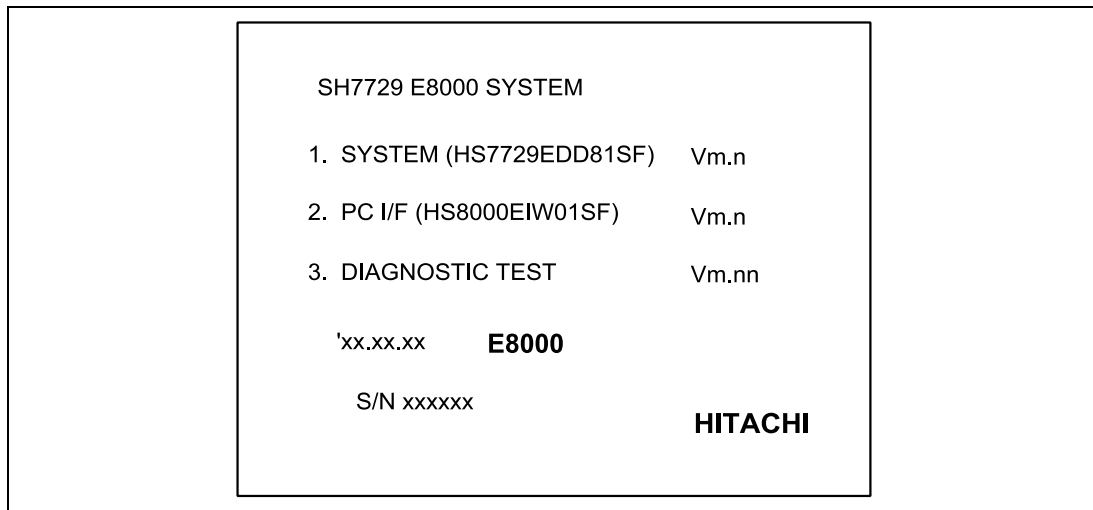 SH7729 E8000 SYSTEM
1. SYSTEM (HS7729EDD81SF) Vm.n
2. PC I/F (HS8000EIW01SF) Vm.n
3. DIAGNOSTIC TEST Vm.nn
'xx.xx.xx E8000
S/N xxxxxx
HITACHI